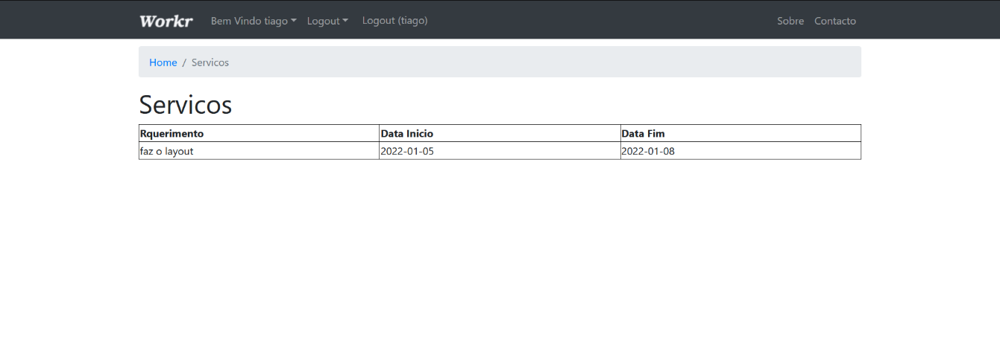 Workr Bem Vindo tiago Logout Logout (tiago) Sobre Contacto
Home / Servicos
Servicos
Rquerimento Data Inicio Data Fim
faz o layout 2022-01-05 2022-01-08